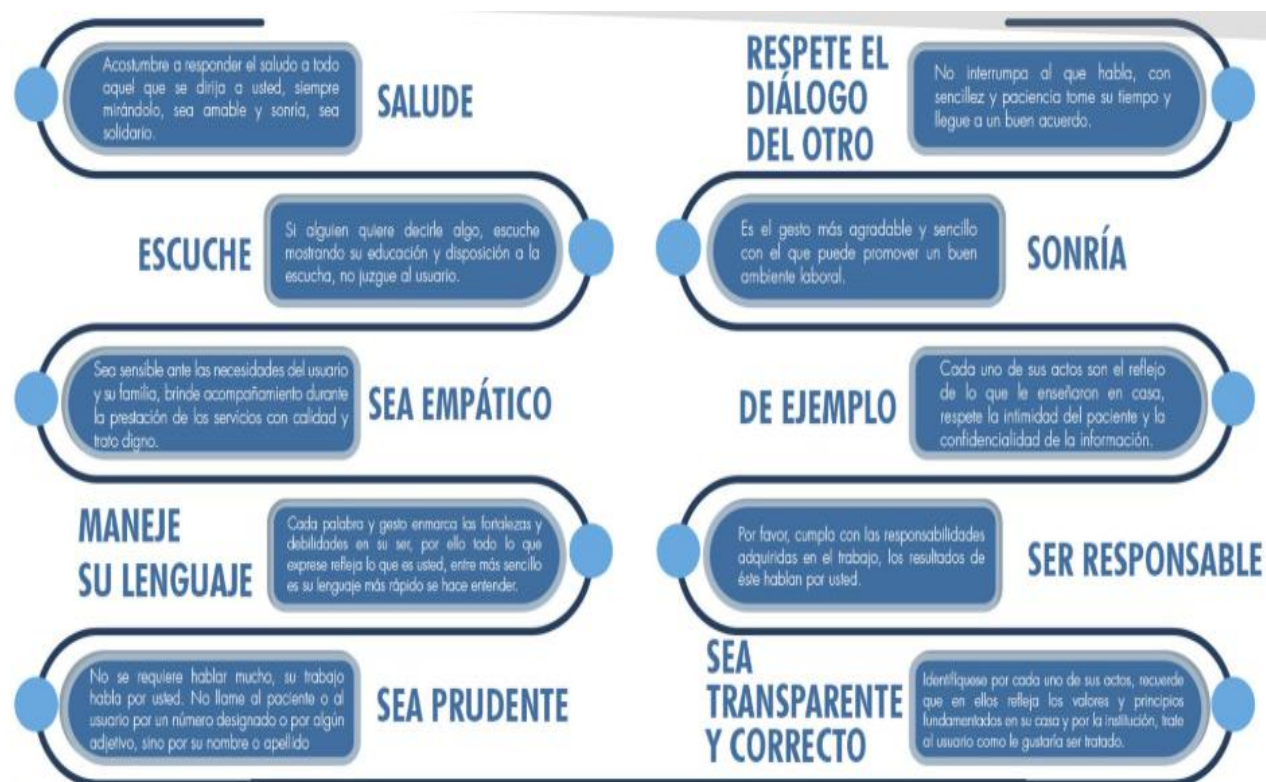 Acostumbre a responder el saludo a todo
aquel que se dirija a usted, siempre
mirándolo, sea amable y sonría, sea
solidario.
SALUDE
ESCUCHE
Si alguien quiere decirle algo, escuche
mostrando su educación y disposición a la
escucha, no juzgue al usuario.
Sea sensible ante las necesidades del usuario
y su familia, brinde acompañamiento durante
la prestación de los servicios con calidad y
trato digno.
SEA EMPÁTICO
MANEJE
SU LENGUAJE
Cada palabra y gesto enmarca las fortalezas y
debilidades en su ser, por ello todo lo que
exprese refleja lo que es usted, entre más sencillo
es su lenguaje más rápido se hace entender.
No se requiere hablar mucho, su trabajo
habla por usted. No llame al paciente o al
usuario por un número designado o por algún
adjetivo, sino por su nombre o apellido
SEA PRUDENTE
RESPETE EL
DIÁLOGO
DEL OTRO
No interrumpa al que habla, con
sencillez y paciencia tome su tiempo y
llegue a un buen acuerdo.
Es el gesto más agradable y sencillo
con el que puede promover un buen
ambiente laboral.
SONRÍA
DE EJEMPLO
Cada uno de sus actos son el reflejo
de lo que le enseñaron en casa,
respete la intimidad del paciente y la
confidencialidad de la información.
Por favor, cumpla con las responsabilidades
adquiridas en el trabajo, los resultados de
éste hablan por usted.
SER RESPONSABLE
SEA
TRANSPARENTE
Y CORRECTO
Identifíquese por cada uno de sus actos, recuerde
que en ellos refleja los valores y principios
fundamentados en su casa y por la institución, trate
al usuario como le gustaría ser tratado.